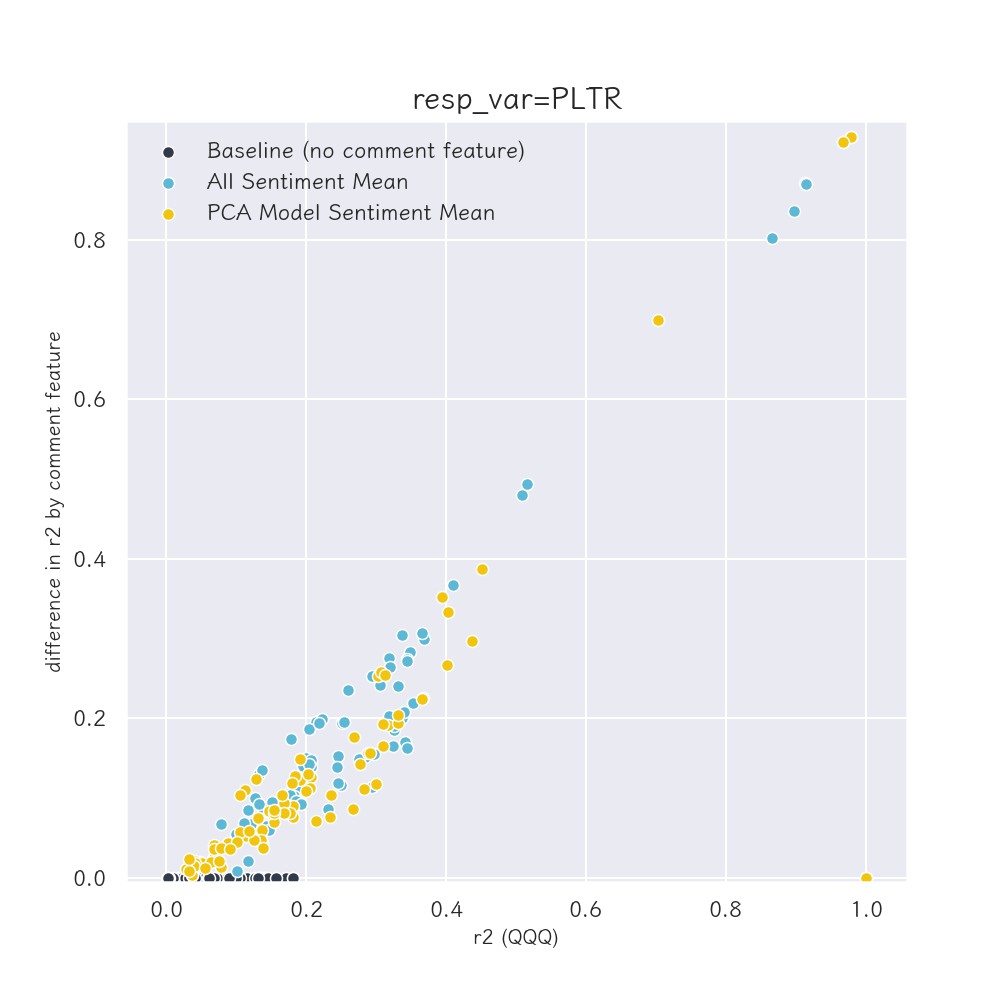 resp_var=PLTR
Baseline (no comment feature)
All Sentiment Mean
PCA Model Sentiment Mean
difference in r2 by comment feature
0.8
0.6
0.4
0.2
0.0
0.0 0.2 0.4 0.6 0.8 1.0
r2 (QQQ)